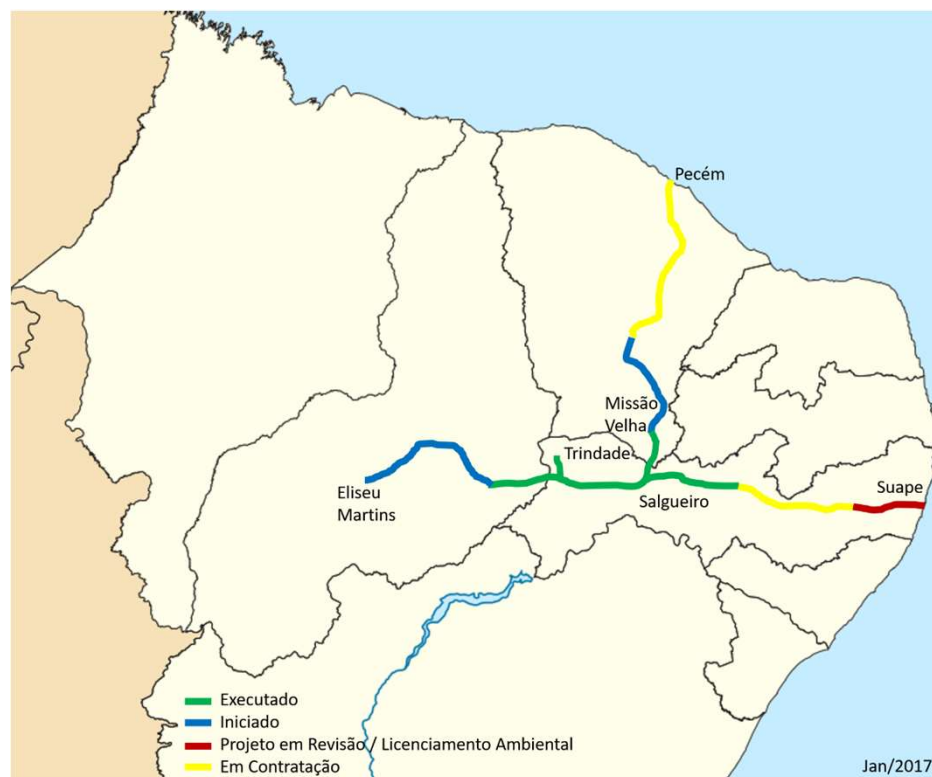 Pecém
Missão
Velha
Trindade
Eliseu
Martins
Salgueiro
Suape
Executado
Iniciado
Projeto em Revisão / Licenciamento Ambiental
Em Contratação
Jan/2017